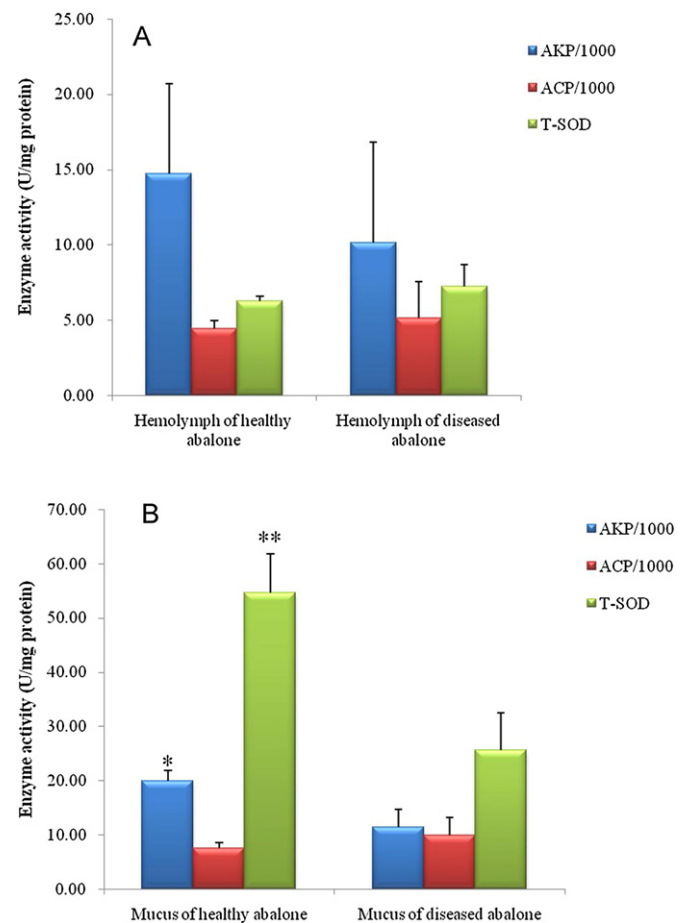 A
25.00
20.00
15.00
10.00
5.00
0.00
Enzyme activity (U/mg protein)
AKP/1000
ACP/1000
T-SOD
Hemolymph of healthy
abalone
Hemolymph of diseased
abalone
B
70.00
60.00
50.00
40.00
30.00
20.00
10.00
0.00
Enzyme activity (U/mg protein)
*
**
AKP/1000
ACP/1000
T-SOD
Mucus of healthy abalone
Mucus of diseased abalone